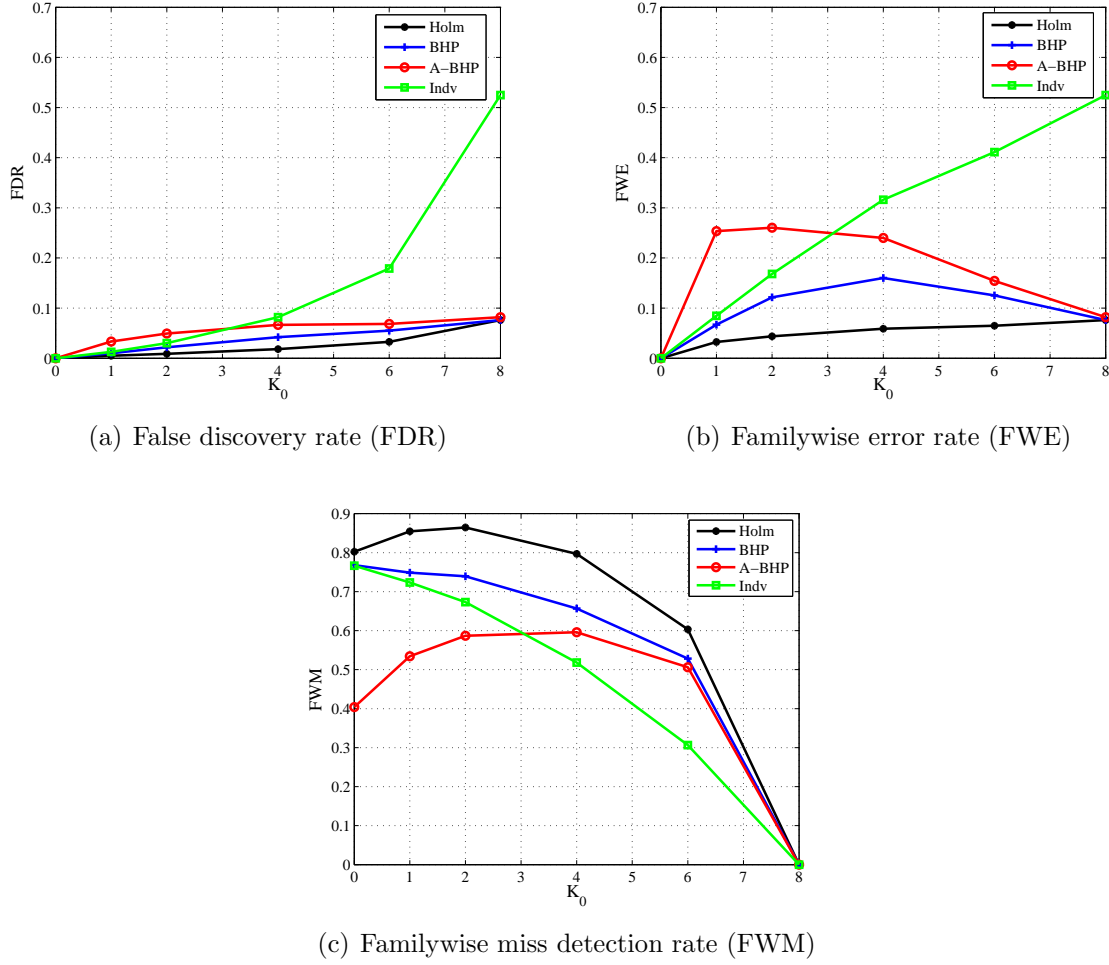 0.7
0.6
0.5
0.4
0.3
0.2
0.1
0
FDR
0 1 2 3 4 5 6 7 8
K0
Holm
BHP
A−BHP
Indv
(a) False discovery rate (FDR)
0.7
0.6
0.5
0.4
0.3
0.2
0.1
0
FWE
0 1 2 3 4 5 6 7 8
K0
Holm
BHP
A−BHP
Indv
(b) Familywise error rate (FWE)
0.9
0.8
0.7
0.6
0.5
0.4
0.3
0.2
0.1
0
FWM
0 1 2 3 4 5 6 7 8
K0
Holm
BHP
A−BHP
Indv
(c) Familywise miss detection rate (FWM)